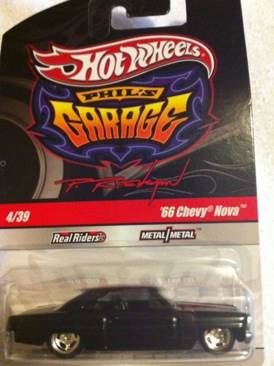 HOT WHEELS
PHIL'S
GARAGE
4/39
'66 Chevy® Nova™
Real Riders®
METAL METAL